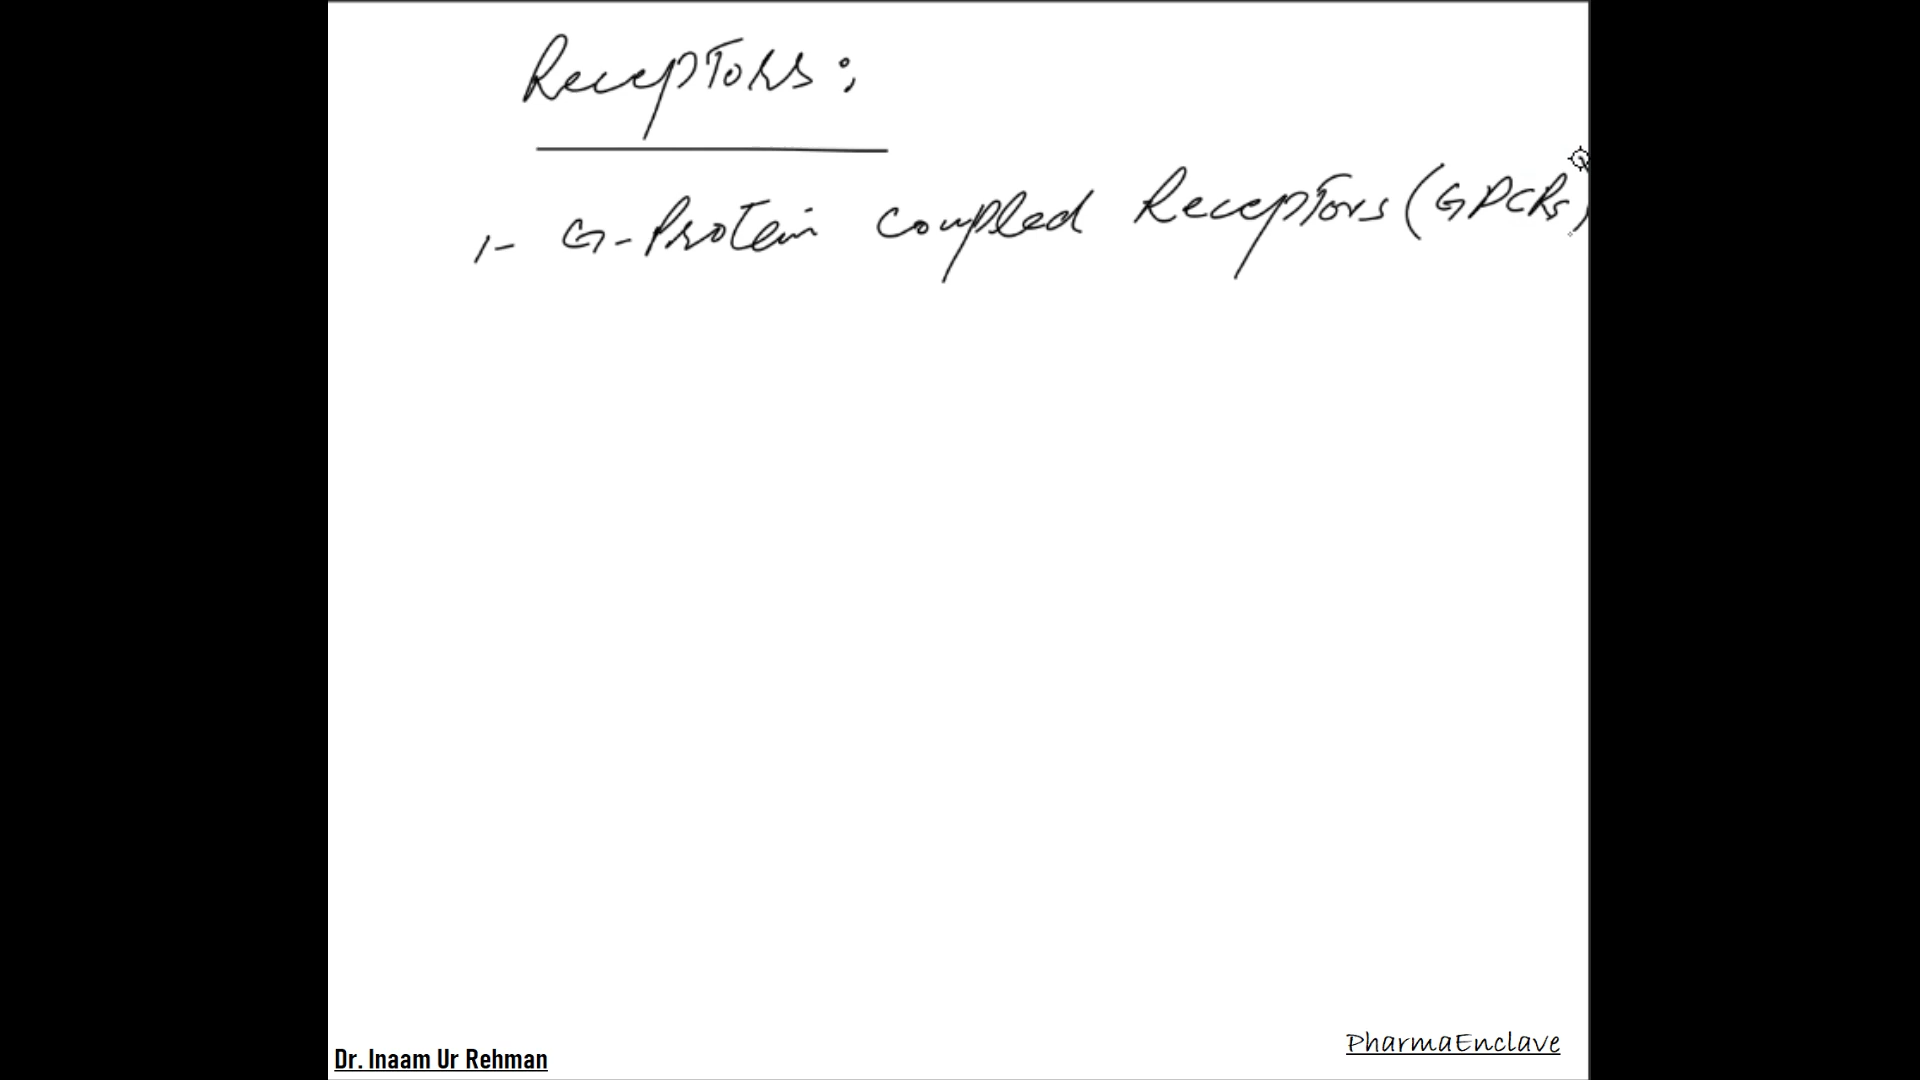 Receptors:
1- G-Protein coupled Receptors (GPCRs)
PharmaEnclave
Dr. Inaam Ur Rehman